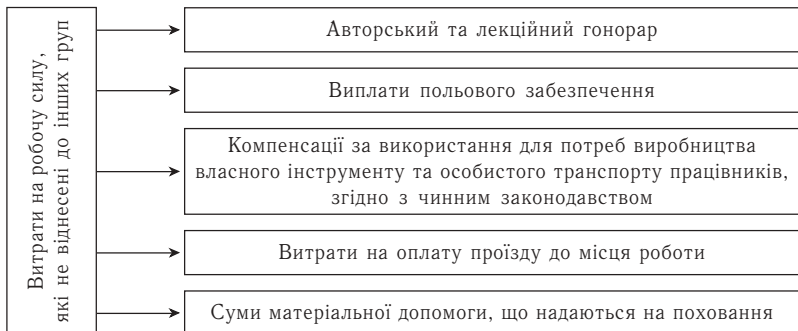 Витрати на робочу силу,
які не віднесені до інших груп
Авторський та лекційний гонорар
Виплати польового забезпечення
Компенсації за використання для потреб виробництва
власного інструменту та особистого транспорту працівників,
згідно з чинним законодавством
Витрати на оплату проїзду до місця роботи
Суми матеріальної допомоги, що надаються на поховання